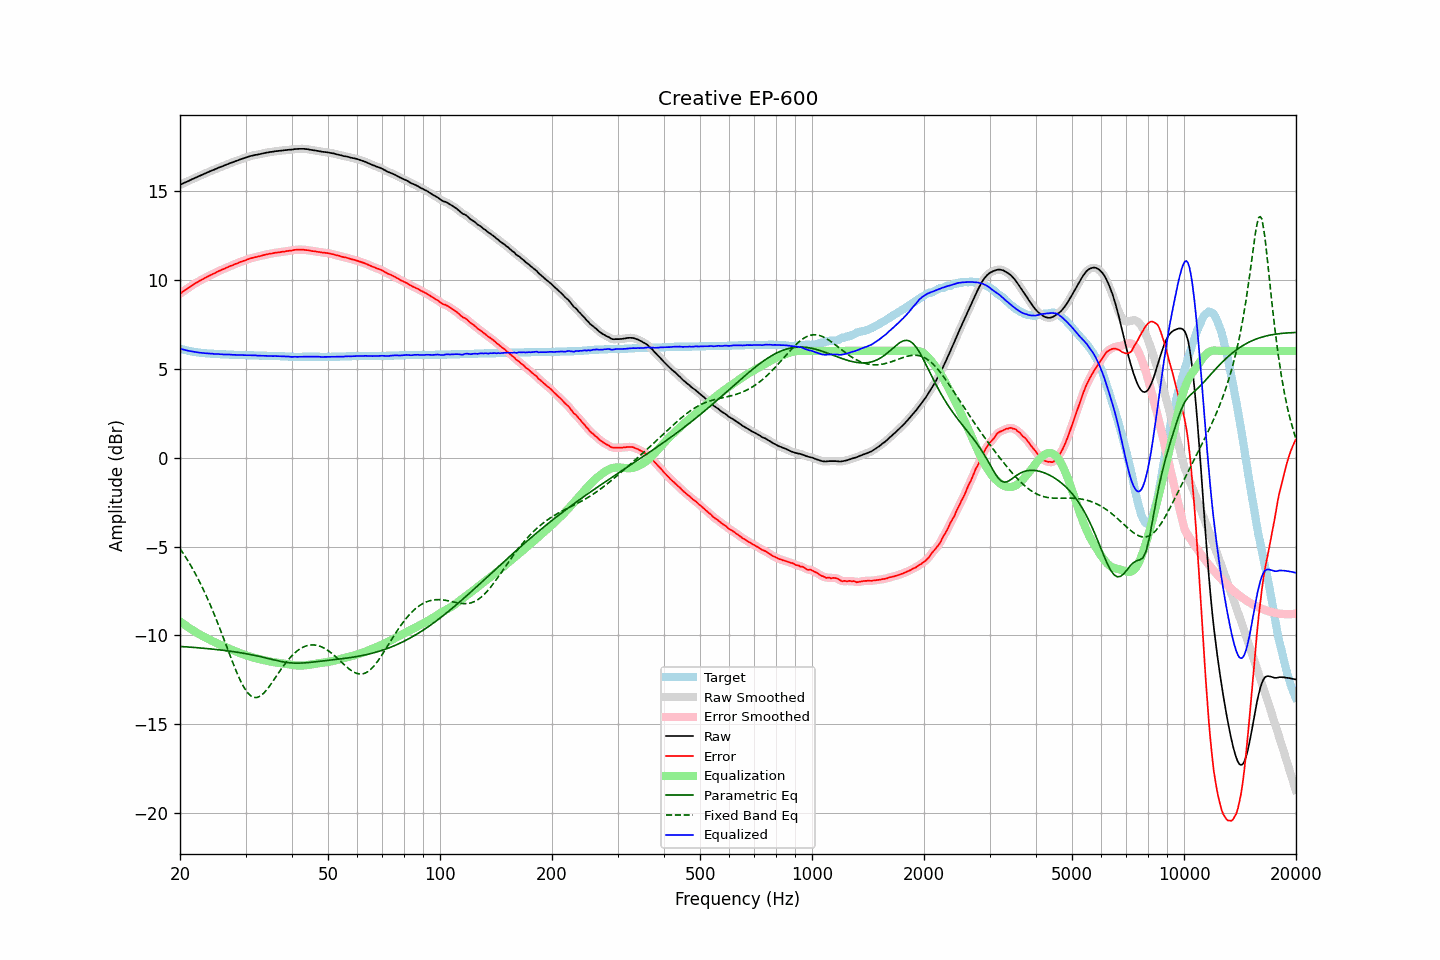 Creative EP-600
Amplitude (dBr)
15
10
5
0
−5
−10
−15
−20
Target
Raw Smoothed
Error Smoothed
Raw
Error
Equalization
Parametric Eq
Fixed Band Eq
Equalized
20 50 100 200 500 1000 2000 5000 10000 20000
Frequency (Hz)